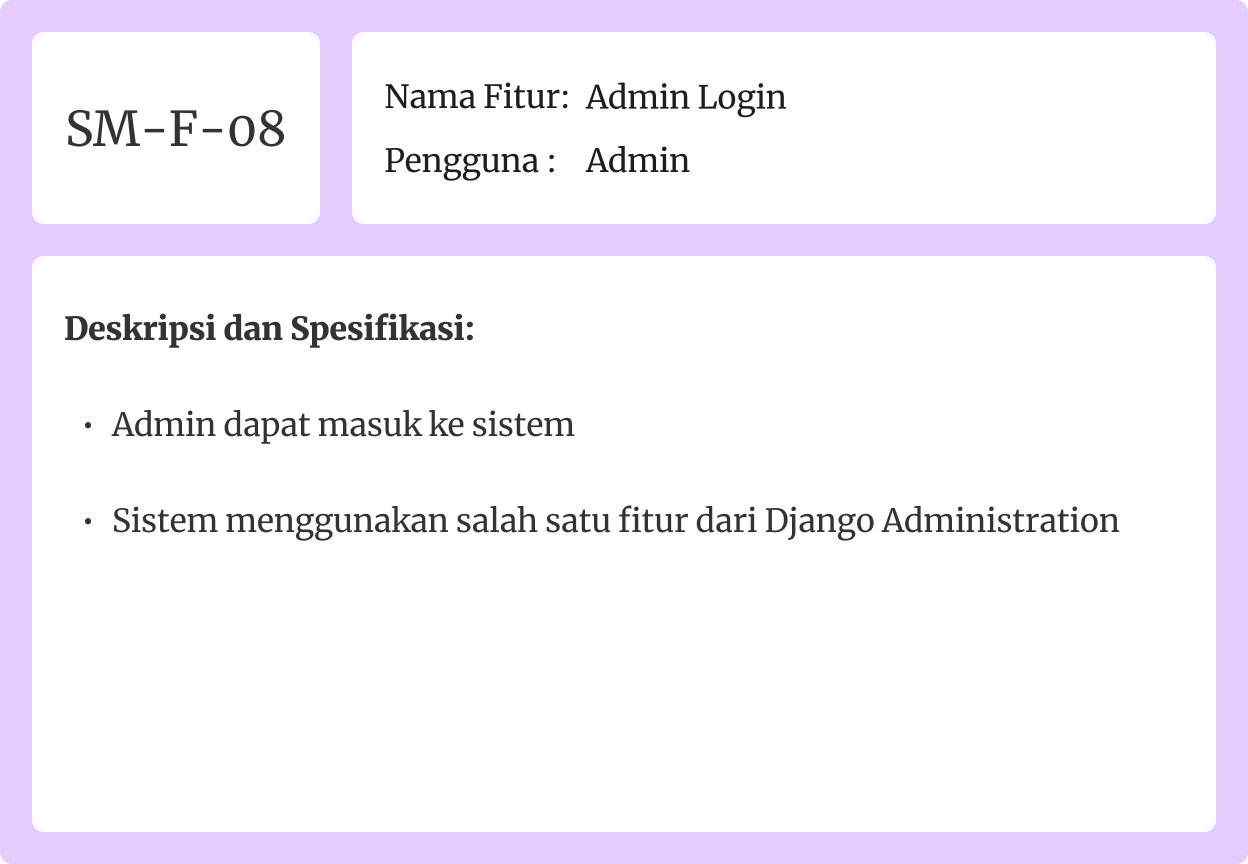 SM-F-08
Nama Fitur: Admin Login
Pengguna : Admin
Deskripsi dan Spesifikasi:
• Admin dapat masuk ke sistem
• Sistem menggunakan salah satu fitur dari Django Administration